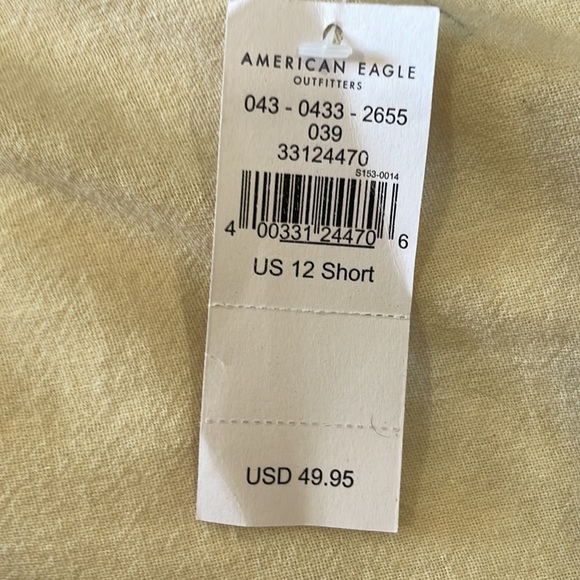 AMERICAN EAGLE
OUTFITTERS
043 - 0433 - 2655
039
33124470
S153-0014
4 00331 24470 6
US 12 Short
USD 49.95